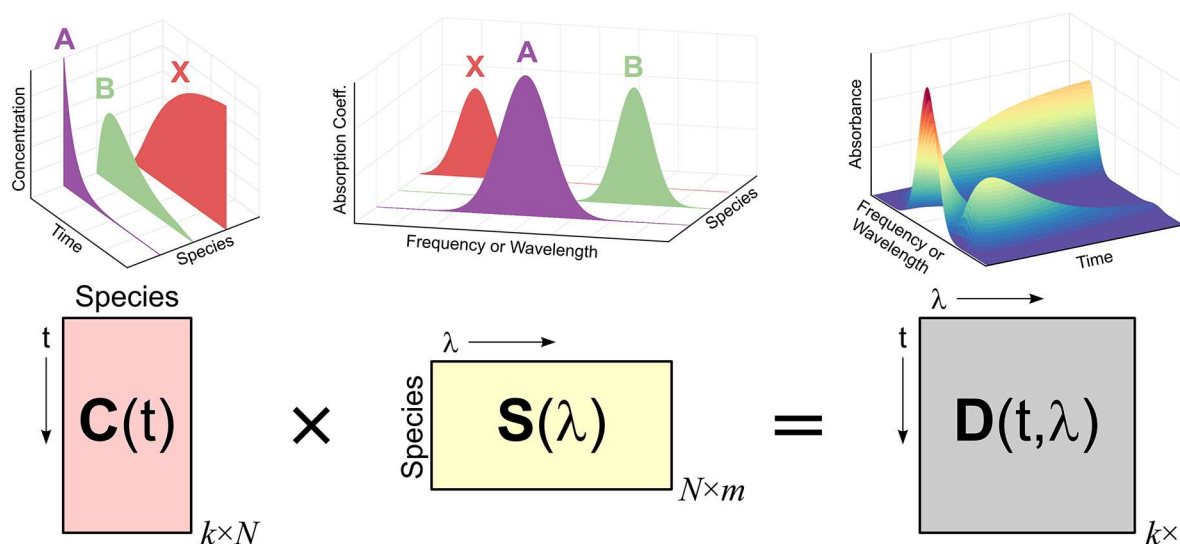 A
B
X
Concentration
Time
Species
X
A
B
Absorption Coeff.
Frequency or Wavelength
Species
Absorbance
Frequency or
Wavelength
Time
Species
t
C(t)
k×N
×
λ
Species
S(λ)
N×m
=
λ
t
D(t,λ)
k×